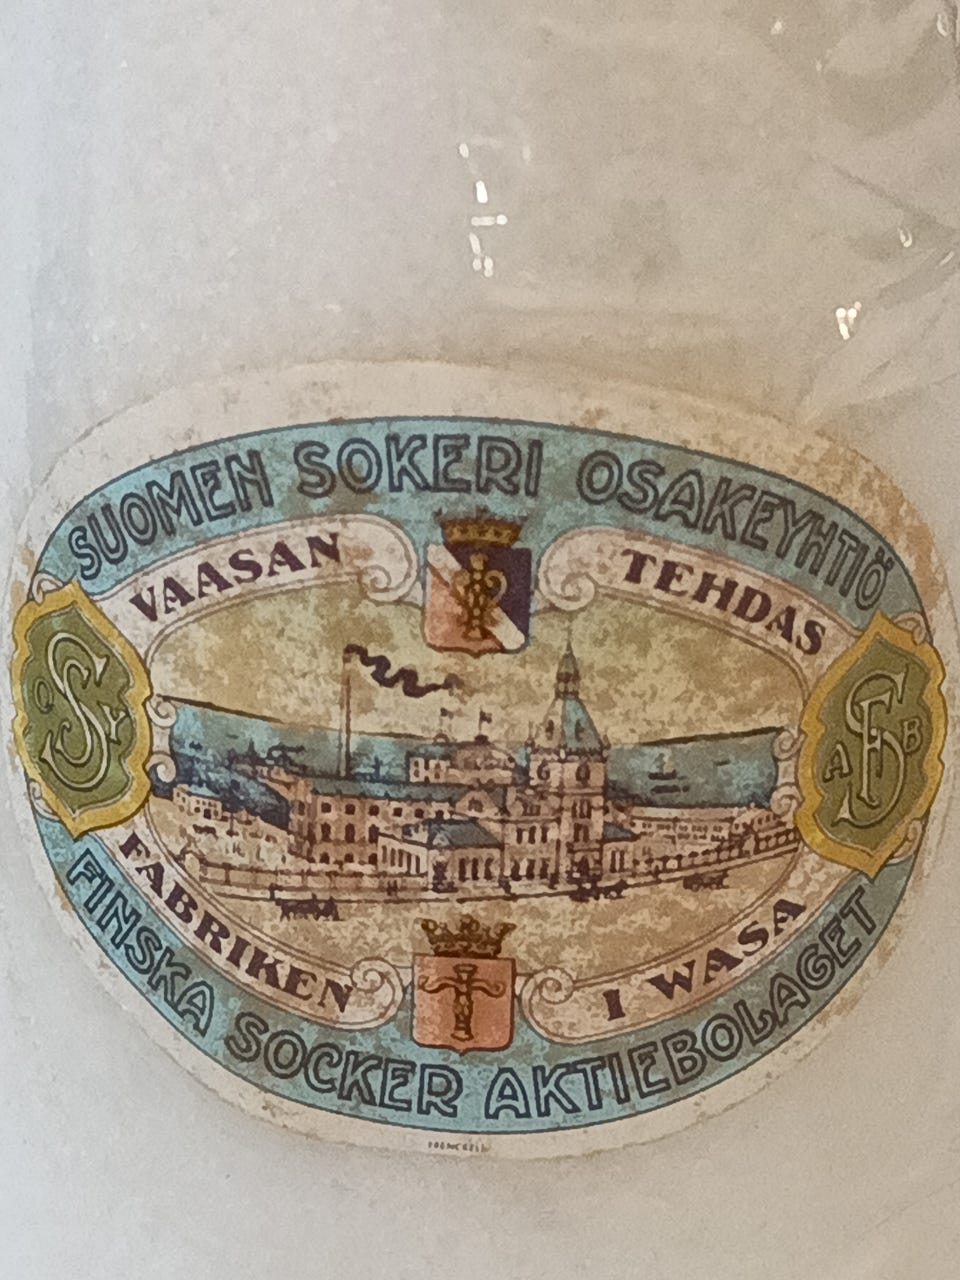 SUOMEN SOKERI OSAKEYHTIÖ
VAASAN TEHDAS
O S Y
A S F B
FABRIKEN I WASA
FINSKA SOCKER AKTIEBOLAGET